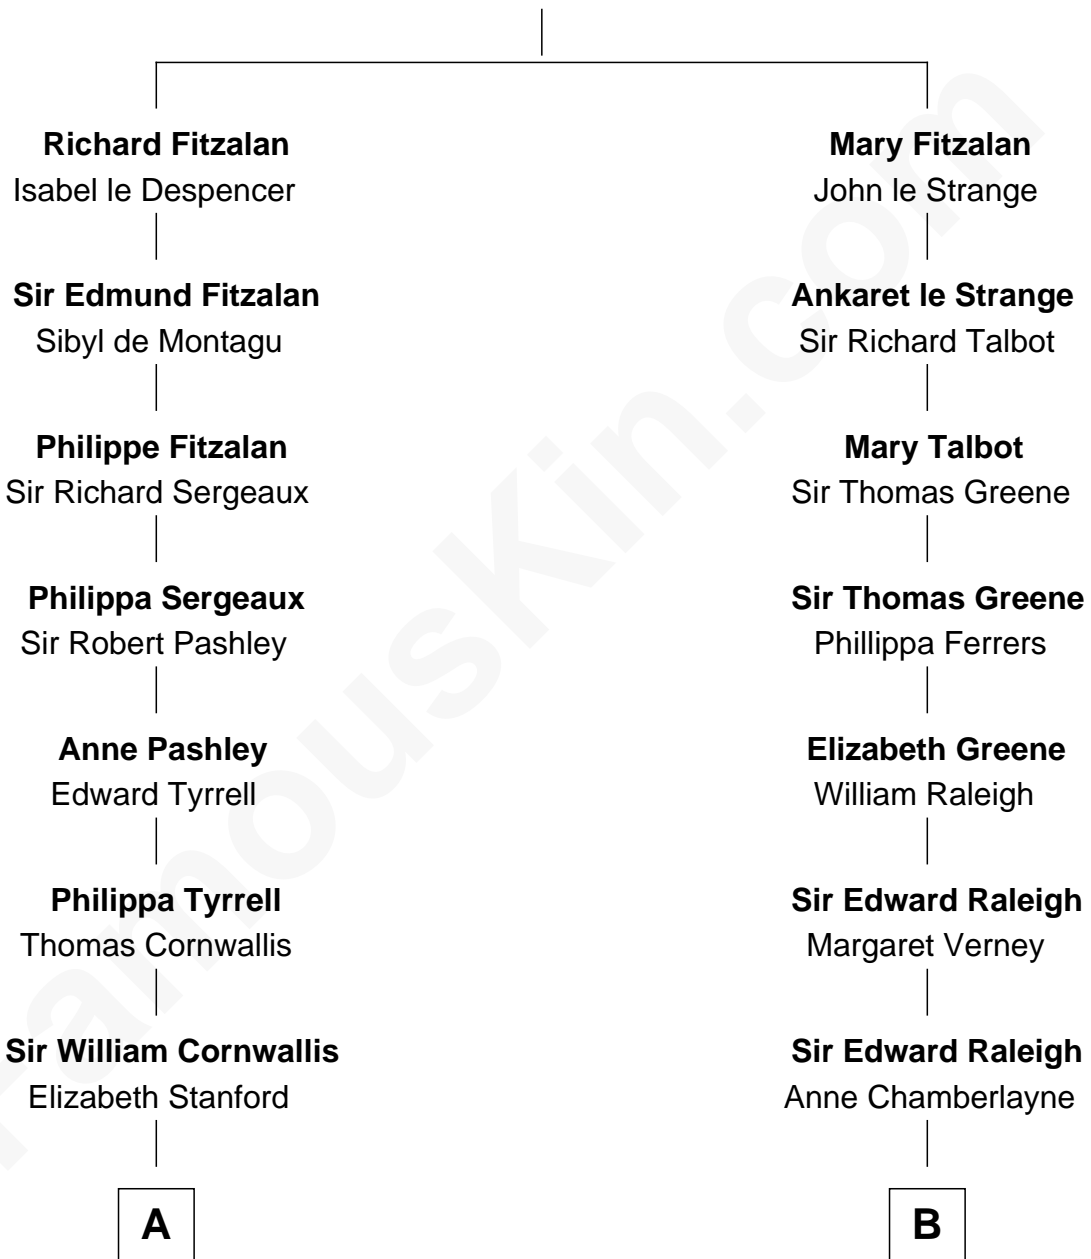 Richard Fitzalan
Isabel le Despencer
Mary Fitzalan
John le Strange
Sir Edmund Fitzalan
Sibyl de Montagu
Ankaret le Strange
Sir Richard Talbot
Philippe Fitzalan
Sir Richard Sergeaux
Mary Talbot
Sir Thomas Greene
Philippa Sergeaux
Sir Robert Pashley
Sir Thomas Greene
Phillippa Ferrers
Anne Pashley
Edward Tyrrell
Elizabeth Greene
William Raleigh
Philippa Tyrrell
Thomas Cornwallis
Sir Edward Raleigh
Margaret Verney
Sir William Cornwallis
Elizabeth Stanford
Sir Edward Raleigh
Anne Chamberlayne
A
B
FamousKin.com